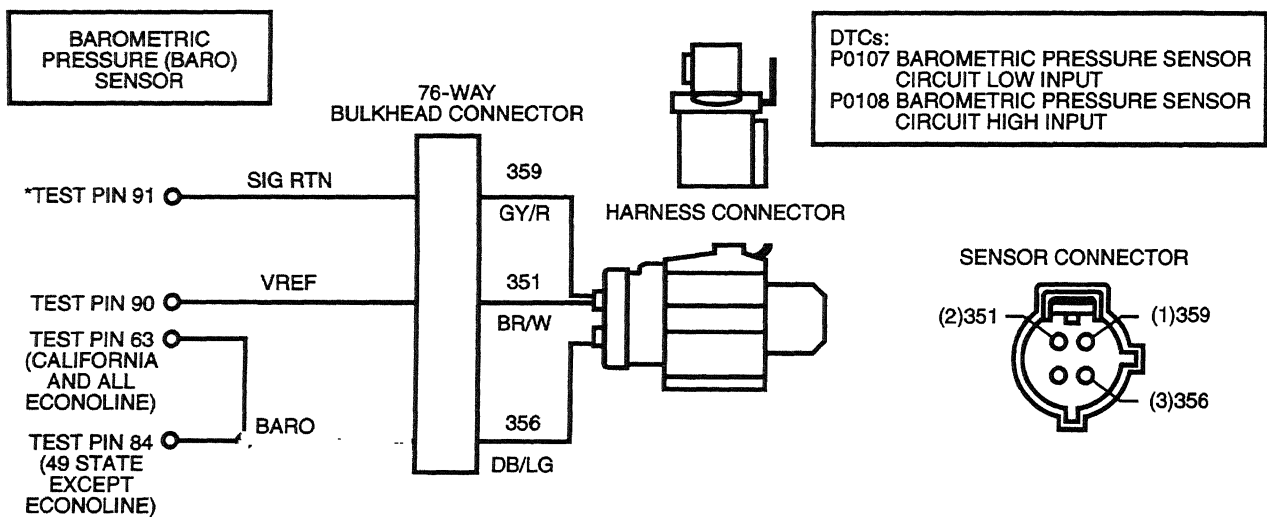 BAROMETRIC
PRESSURE (BARO)
SENSOR
DTCs:
P0107 BAROMETRIC PRESSURE SENSOR
CIRCUIT LOW INPUT
P0108 BAROMETRIC PRESSURE SENSOR
CIRCUIT HIGH INPUT
76-WAY
BULKHEAD CONNECTOR
*TEST PIN 91
SIG RTN
359
GY/R
HARNESS CONNECTOR
TEST PIN 90
VREF
351
BR/W
TEST PIN 63
(CALIFORNIA
AND ALL
ECONOLINE)
BARO
356
DB/LG
TEST PIN 84
(49 STATE
EXCEPT
ECONOLINE)
SENSOR CONNECTOR
(2)351
(1)359
(3)356